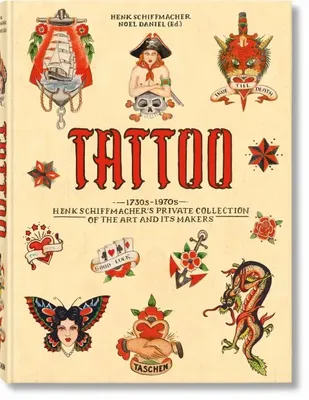 HENK SCHIFFMACHER
NOEL DANIEL (Ed)
TRUE TILL DEATH
TATTOO
TATTOO
—1730s–1970s—
HENK SCHIFFMACHER'S PRIVATE COLLECTION
OF THE ART AND ITS MAKERS
GOOD LUCK
TASCHEN